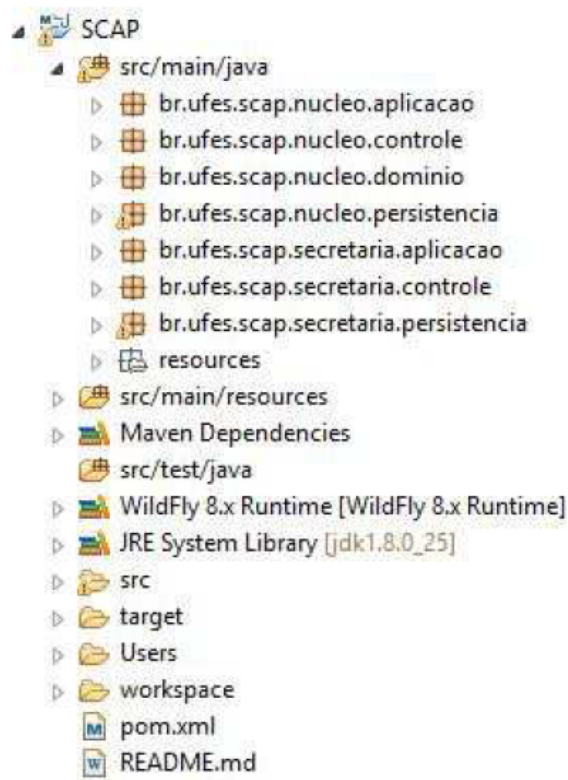 SCAP
src/main/java
br.ufes.scap.nucleo.aplicacao
br.ufes.scap.nucleo.controle
br.ufes.scap.nucleo.dominio
br.ufes.scap.nucleo.persistencia
br.ufes.scap.secretaria.aplicacao
br.ufes.scap.secretaria.controle
br.ufes.scap.secretaria.persistencia
resources
src/main/resources
Maven Dependencies
src/test/java
WildFly 8.x Runtime [WildFly 8.x Runtime]
JRE System Library [jdk1.8.0_25]
src
target
Users
workspace
pom.xml
README.md